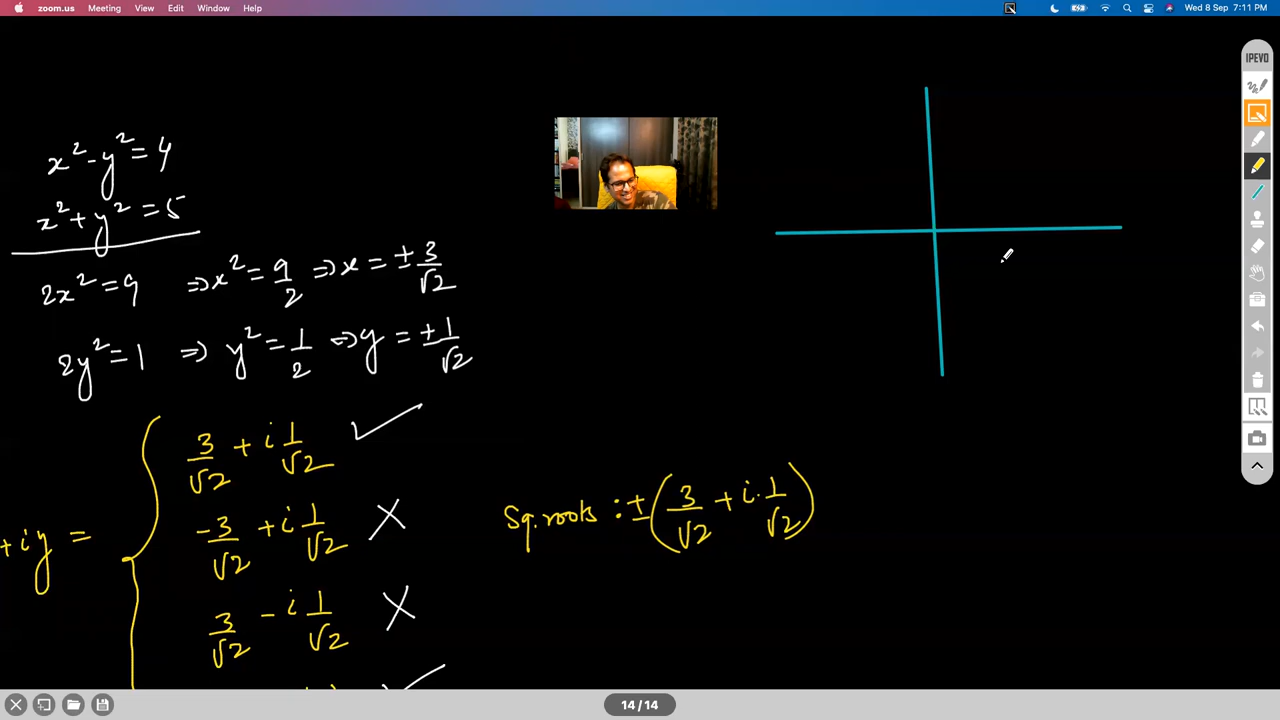 zoom.us Meeting View Edit Window Help Wed 8 Sep 7:11 PM
IPEVO
x² - y² = 4
x² + y² = 5
2x² = 9 ⇒ x² = 9/2 ⇒ x = ± 3/√2
2y² = 1 ⇒ y² = 1/2 ⇒ y = ± 1/√2
+ iy =
3/√2 + i 1/√2 ✓
-3/√2 + i 1/√2 ✗
3/√2 - i 1/√2 ✗
Sq. roots : ± (3/√2 + i · 1/√2)
14 / 14